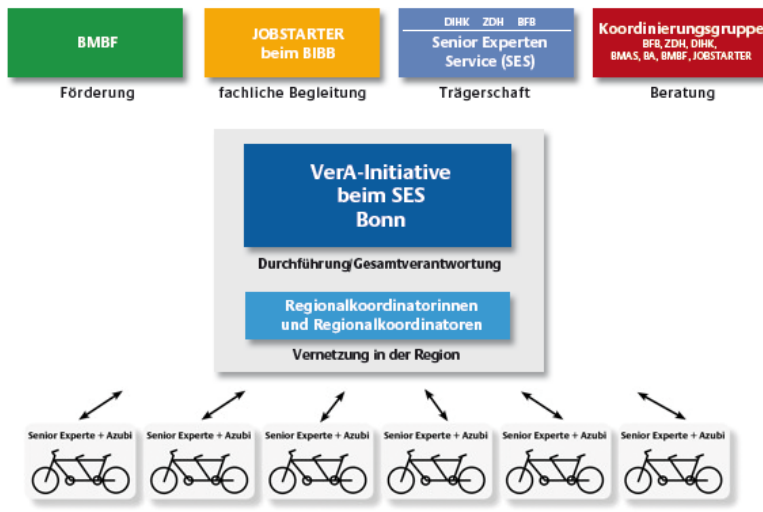 BMBF
Förderung
JOBSTARTER
beim BIBB
fachliche Begleitung
DIHK ZDH BFB
Senior Experten
Service (SES)
Trägerschaft
Koordinierungsgruppe
BFB, ZDH, DIHK,
BMAS, BA, BMBF, JOBSTARTER
Beratung
VerA-Initiative
beim SES
Bonn
Durchführung/Gesamtverantwortung
Regionalkoordinatorinnen
und Regionalkoordinatoren
Vernetzung in der Region
Senior Experte + Azubi
Senior Experte + Azubi
Senior Experte + Azubi
Senior Experte + Azubi
Senior Experte + Azubi
Senior Experte + Azubi